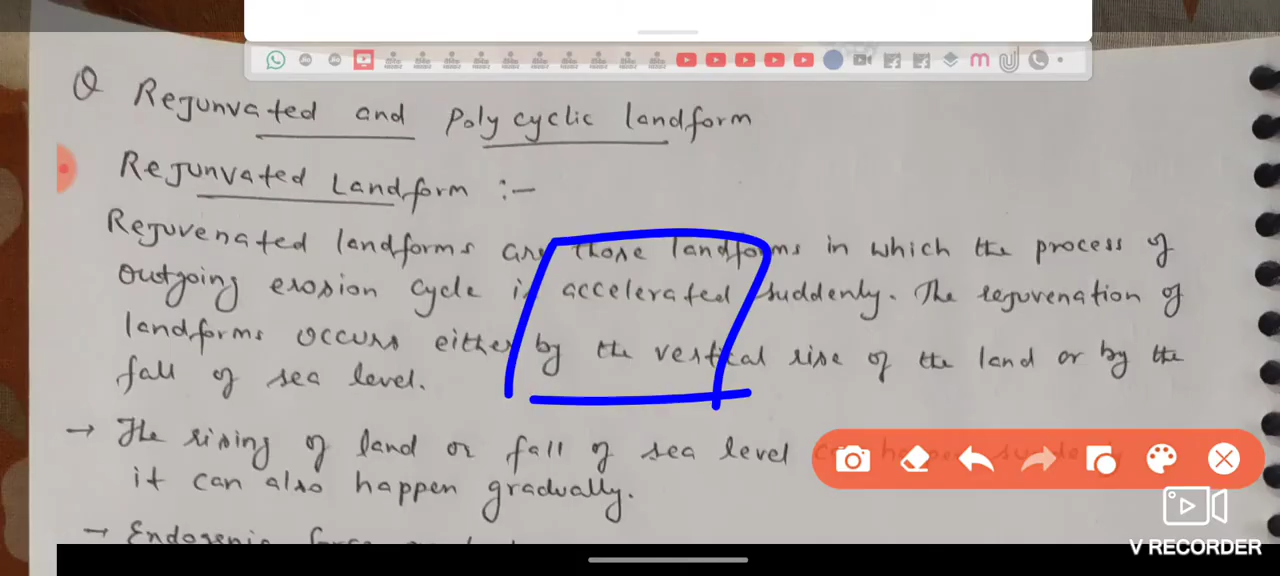 Q Rejunvated and Polycyclic landform
Rejunvated Landform :-
Rejuvenated landforms are those landforms in which the process of
outgoing erosion cycle is accelerated suddenly. The rejuvenation of
landforms occurs either by the vertical rise of the land or by the
fall of sea level.
→ The rising of land or fall of sea level
it can also happen gradually.
→ Endogenic
V RECORDER